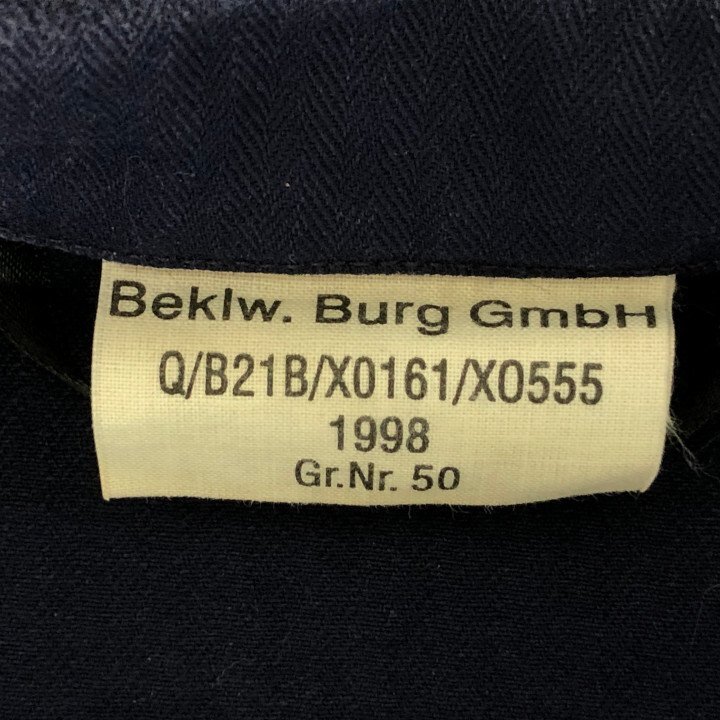 Beklw. Burg GmbH
Q/B21B/X0161/X0555
1998
Gr.Nr. 50